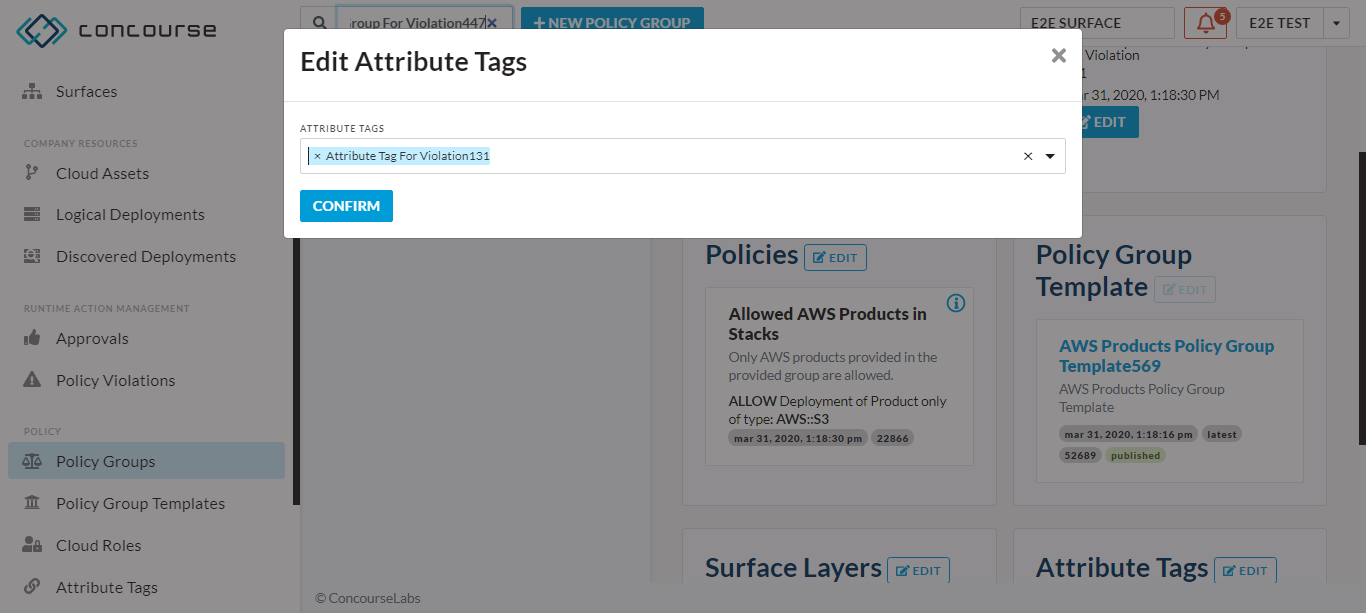 concourse
roup For Violation447
NEW POLICY GROUP
E2E SURFACE
5
E2E TEST
Edit Attribute Tags
ATTRIBUTE TAGS
× Attribute Tag For Violation131
CONFIRM
Surfaces
COMPANY RESOURCES
Cloud Assets
Logical Deployments
Discovered Deployments
RUNTIME ACTION MANAGEMENT
Approvals
Policy Violations
POLICY
Policy Groups
Policy Group Templates
Cloud Roles
Attribute Tags
Violation
ar 31, 2020, 1:18:30 PM
EDIT
Policies EDIT
Allowed AWS Products in
Stacks
Only AWS products provided in the
provided group are allowed.
ALLOW Deployment of Product only
of type: AWS::S3
mar 31, 2020, 1:18:30 pm 22866
Policy Group
Template EDIT
AWS Products Policy Group
Template569
AWS Products Policy Group
Template
mar 31, 2020, 1:18:16 pm latest
52689 published
Surface Layers EDIT
Attribute Tags EDIT
© ConcourseLabs